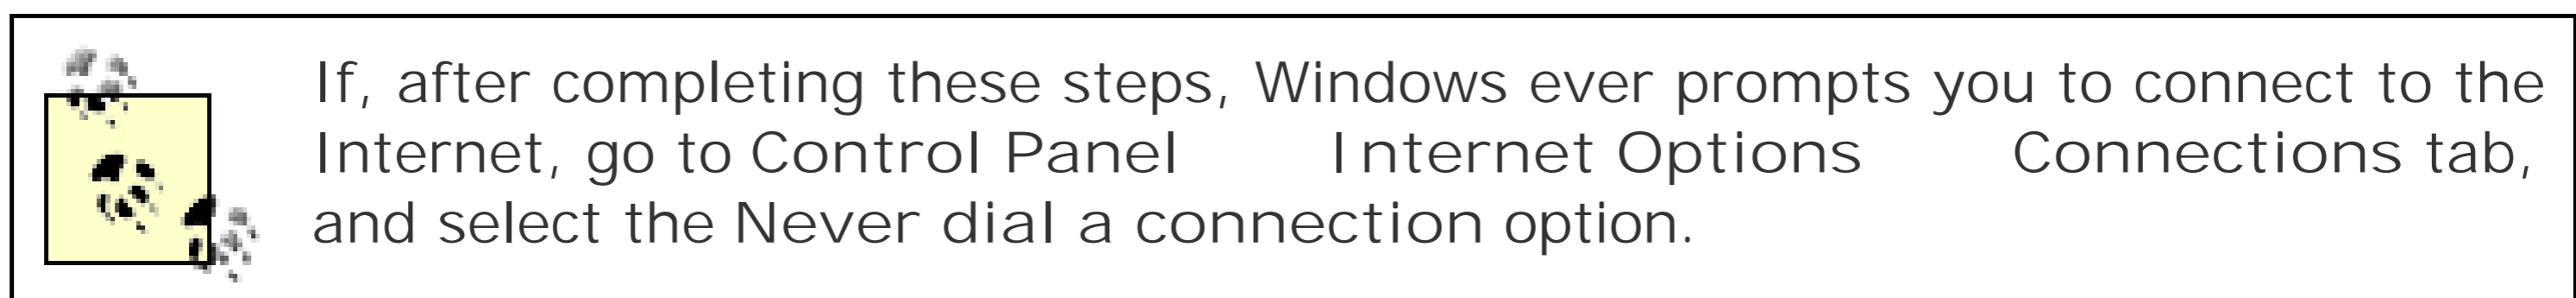 If, after completing these steps, Windows ever prompts you to connect to the
Internet, go to Control Panel Internet Options Connections tab,
and select the Never dial a connection option.